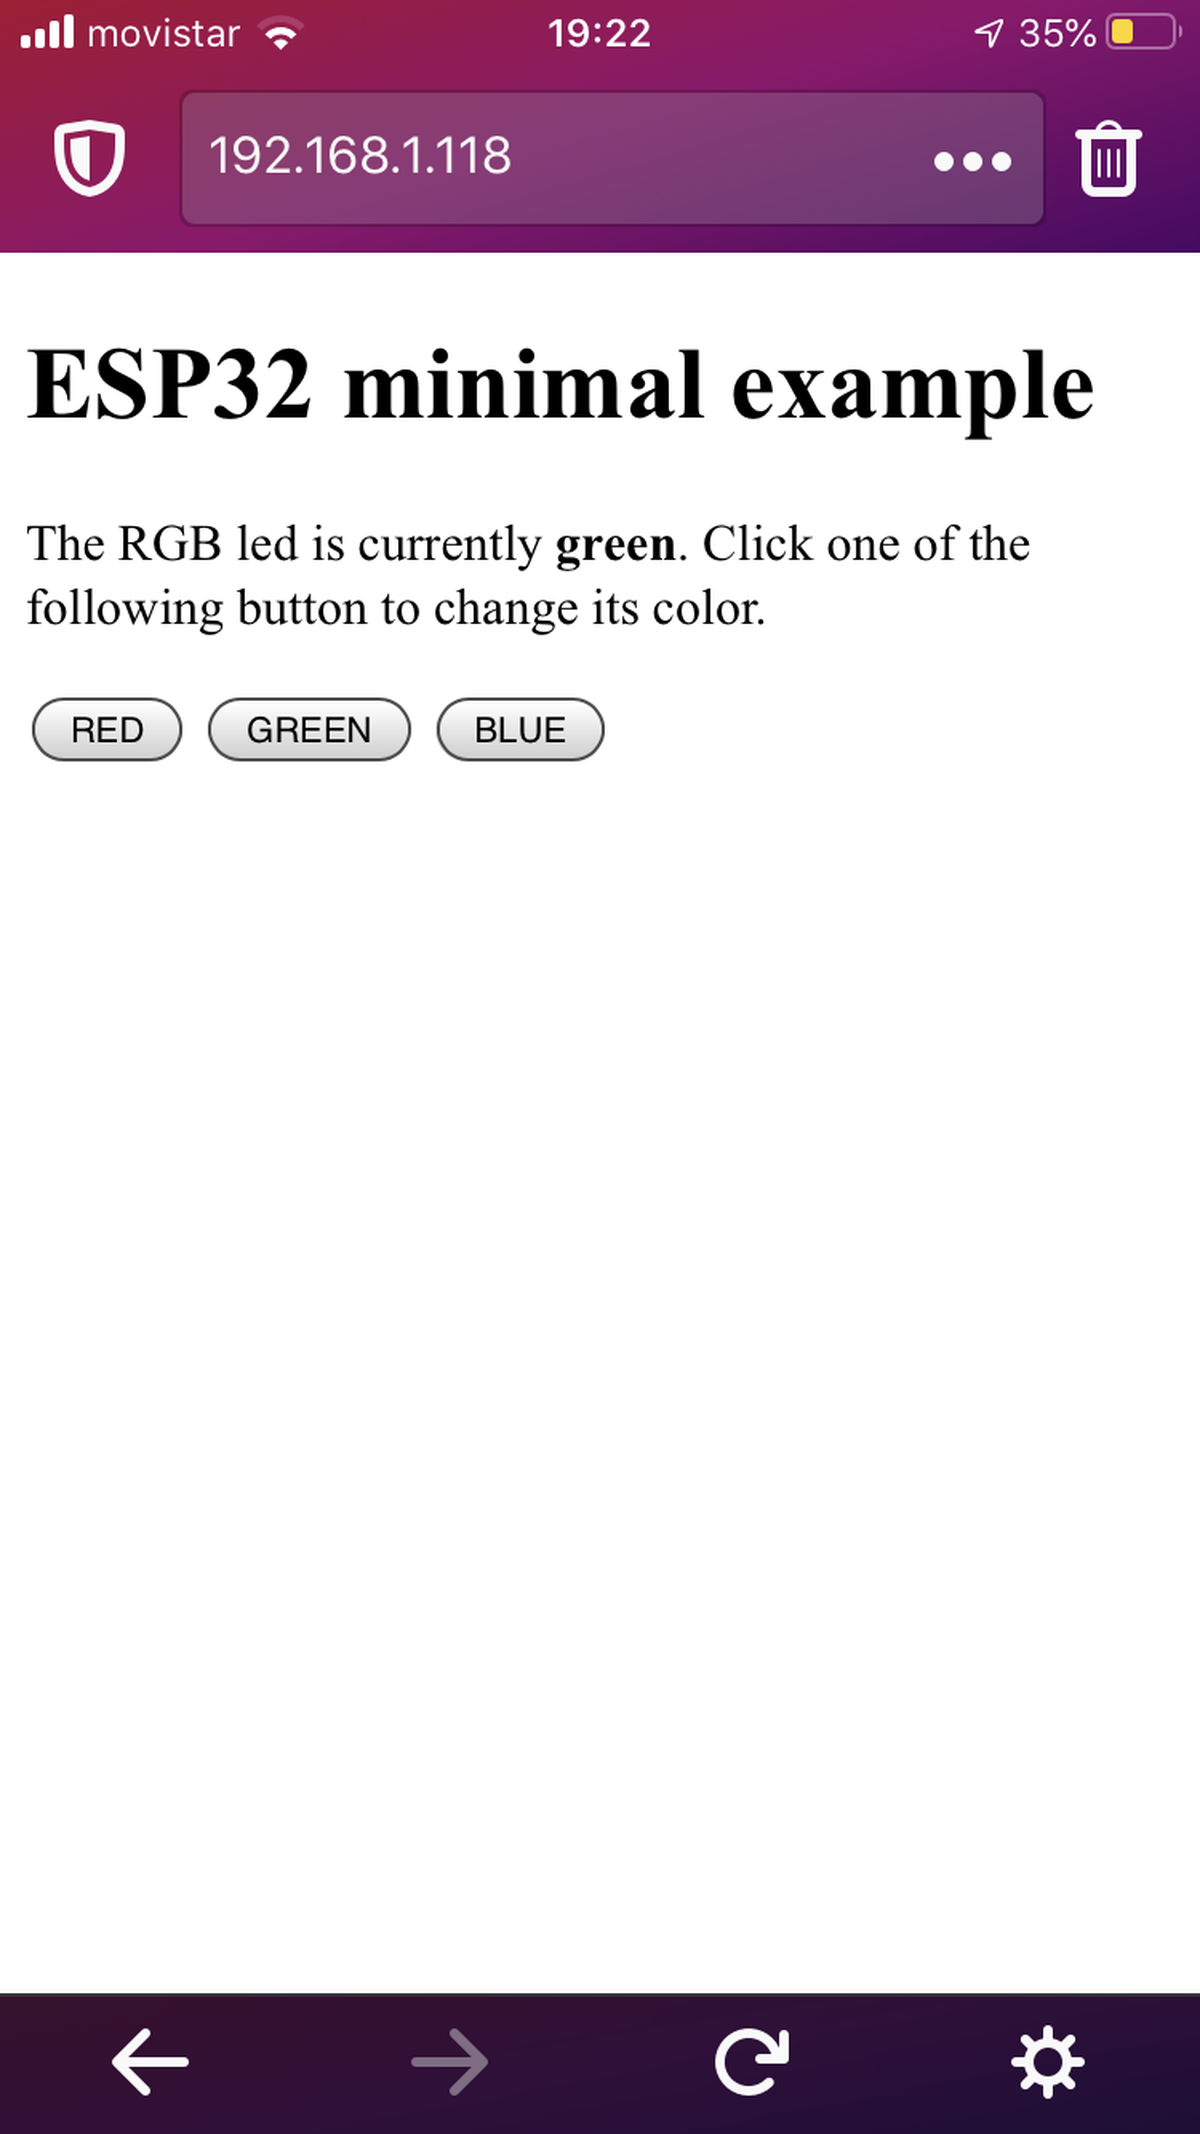 movistar 19:22 35%
192.168.1.118
ESP32 minimal example
The RGB led is currently green. Click one of the
following button to change its color.
RED GREEN BLUE